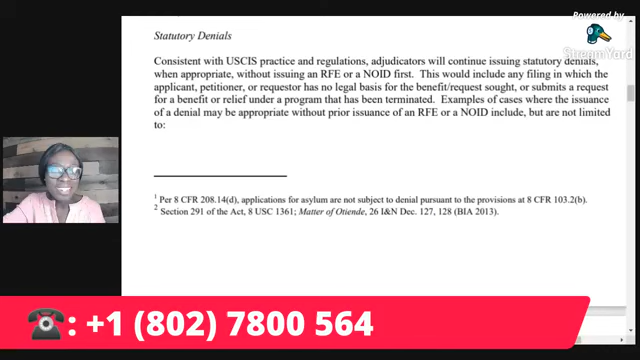 Powered by
StreamYard
Statutory Denials
Consistent with USCIS practice and regulations, adjudicators will continue issuing statutory denials,
when appropriate, without issuing an RFE or a NOID first. This would include any filing in which the
applicant, petitioner, or requestor has no legal basis for the benefit/request sought, or submits a request
for a benefit or relief under a program that has been terminated. Examples of cases where the issuance
of a denial may be appropriate without prior issuance of an RFE or a NOID include, but are not limited
to:
1 Per 8 CFR 208.14(d), applications for asylum are not subject to denial pursuant to the provisions at 8 CFR 103.2(b).
2 Section 291 of the Act, 8 USC 1361; Matter of Otiende, 26 I&N Dec. 127, 128 (BIA 2013).
: +1 (802) 7800 564